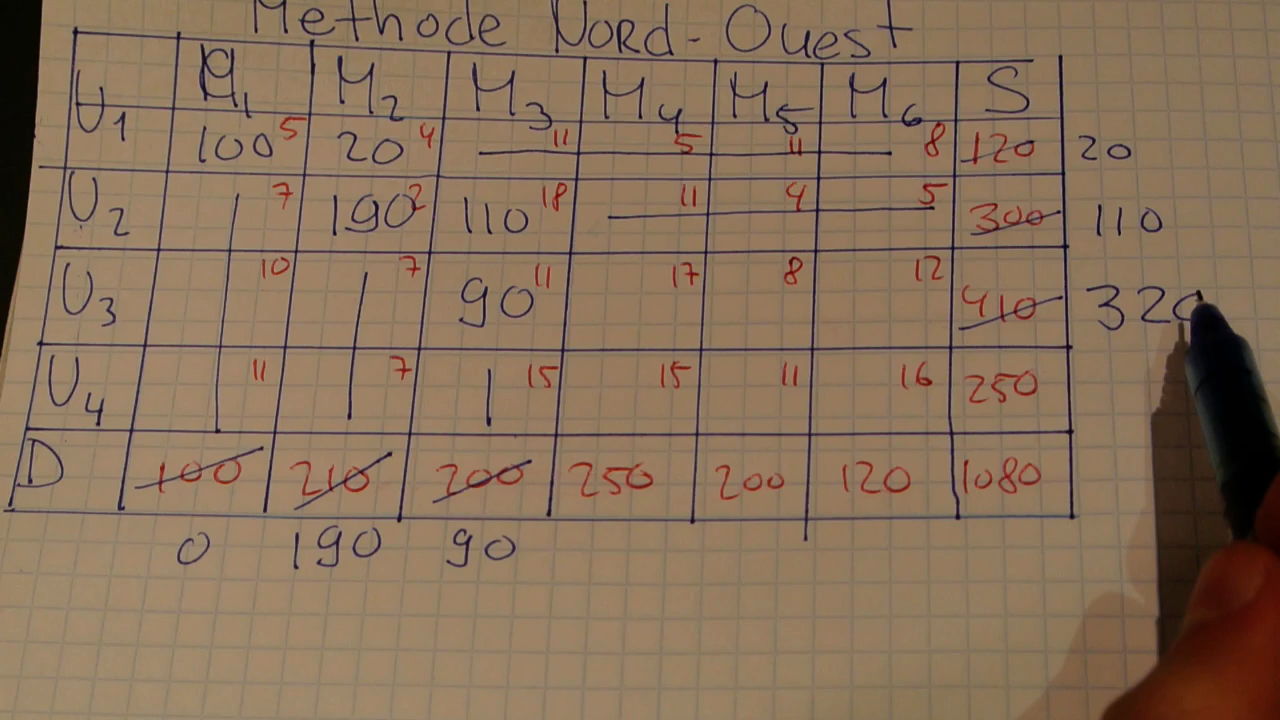 Methode Nord-Ouest
M1 M2 M3 M4 M5 M6 S
U1 100 5 20 4 11 5 11 8 120 20
U2 7 190 2 110 18 11 4 5 300 110
U3 10 7 90 11 17 8 12 410 320
U4 11 7 15 15 11 16 250
D 100 210 200 250 200 120 1080
0 190 90